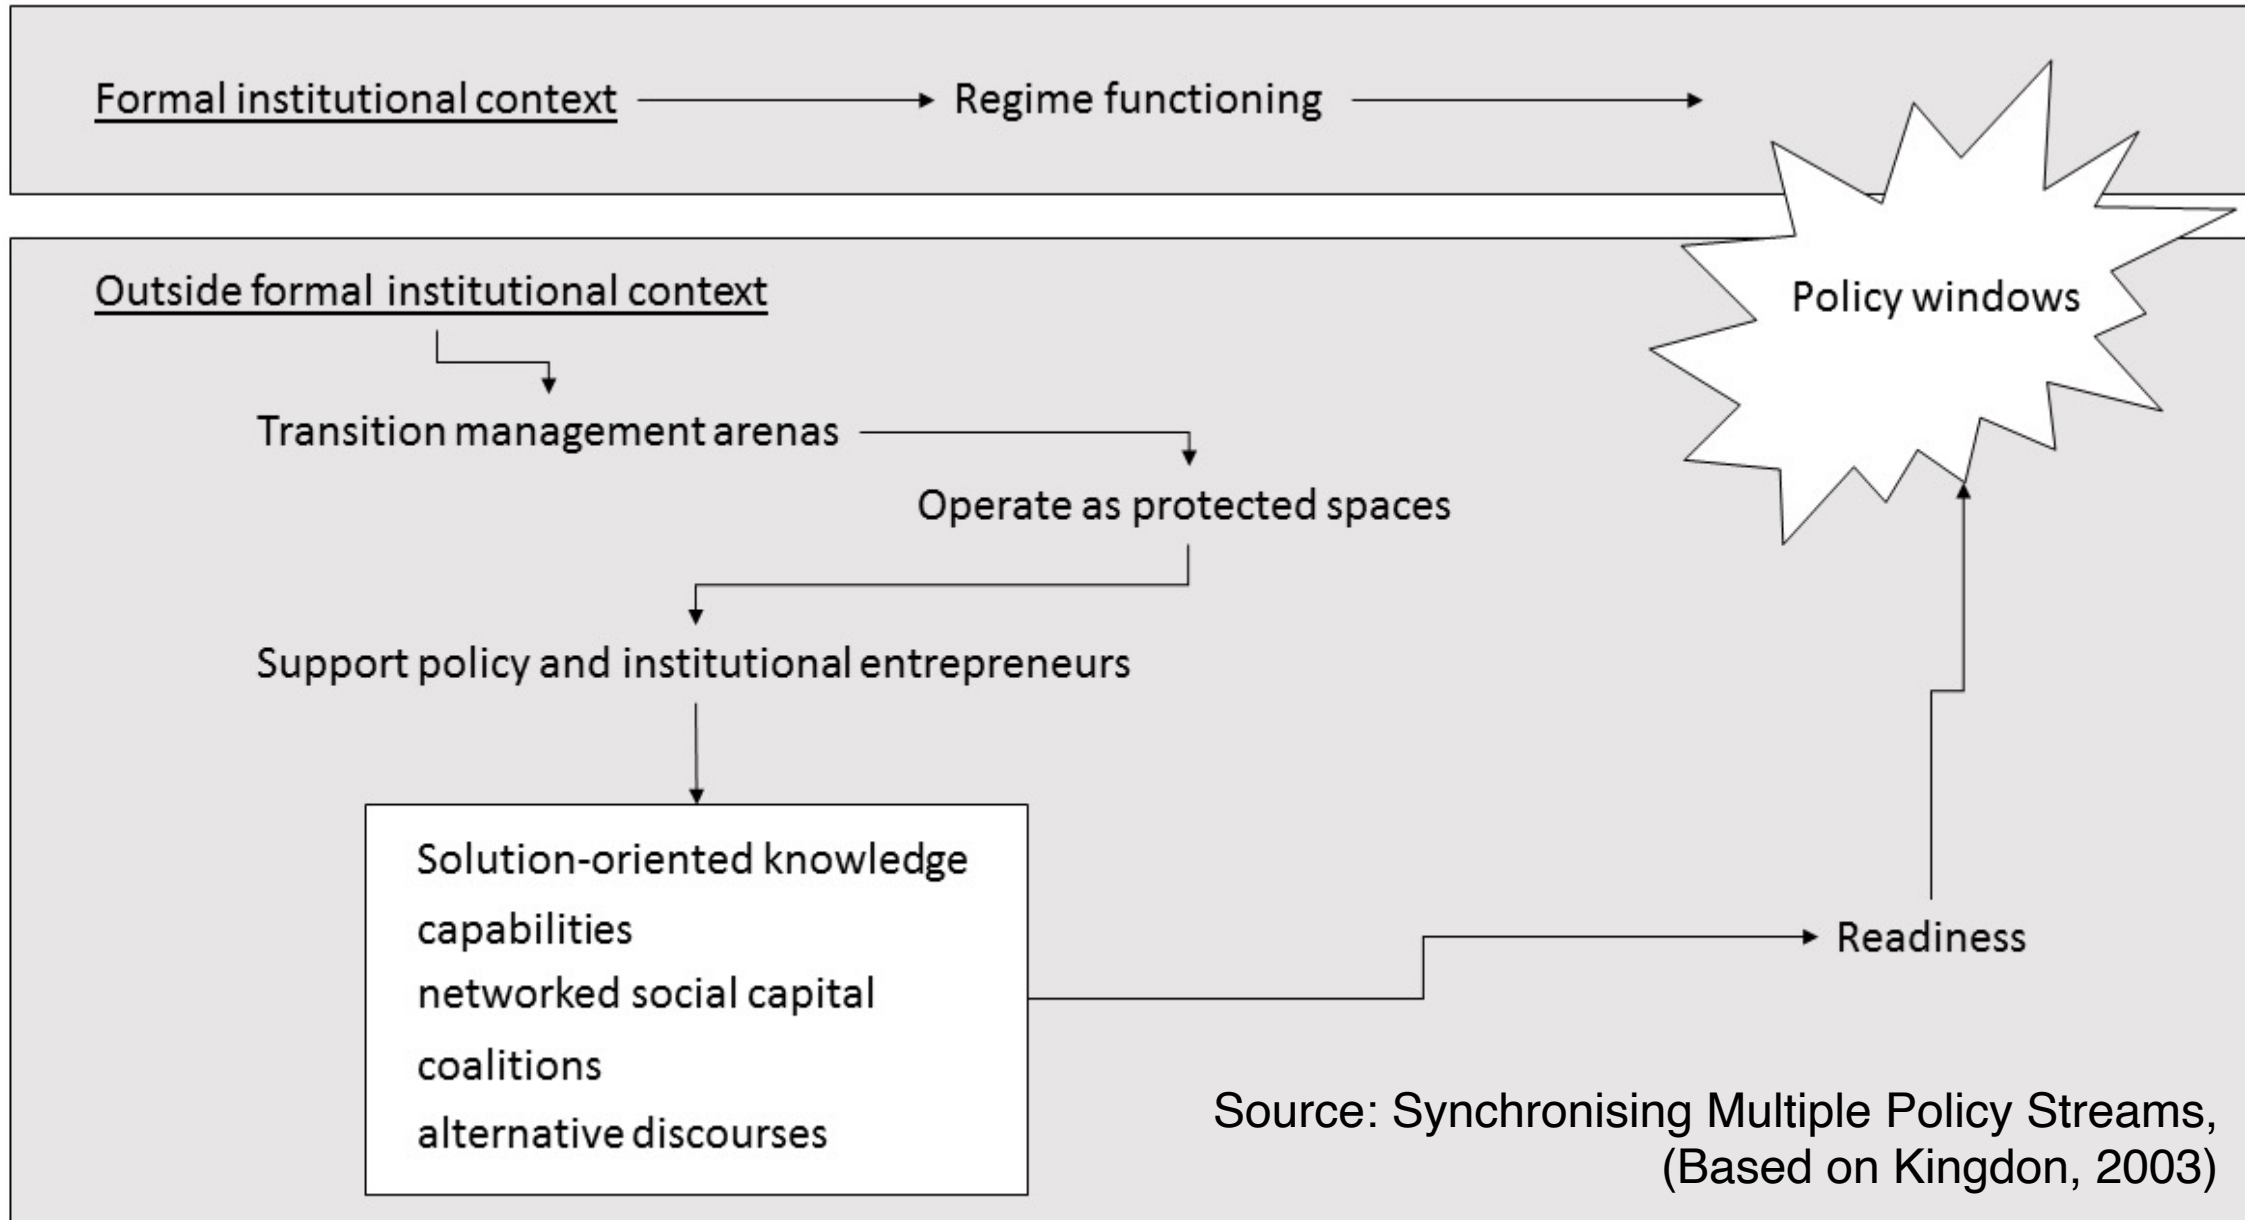 Formal institutional context
Regime functioning
Policy windows
Outside formal institutional context
Transition management arenas
Operate as protected spaces
Support policy and institutional entrepreneurs
Solution-oriented knowledge
capabilities
networked social capital
coalitions
alternative discourses
Readiness
Source: Synchronising Multiple Policy Streams,
(Based on Kingdon, 2003)